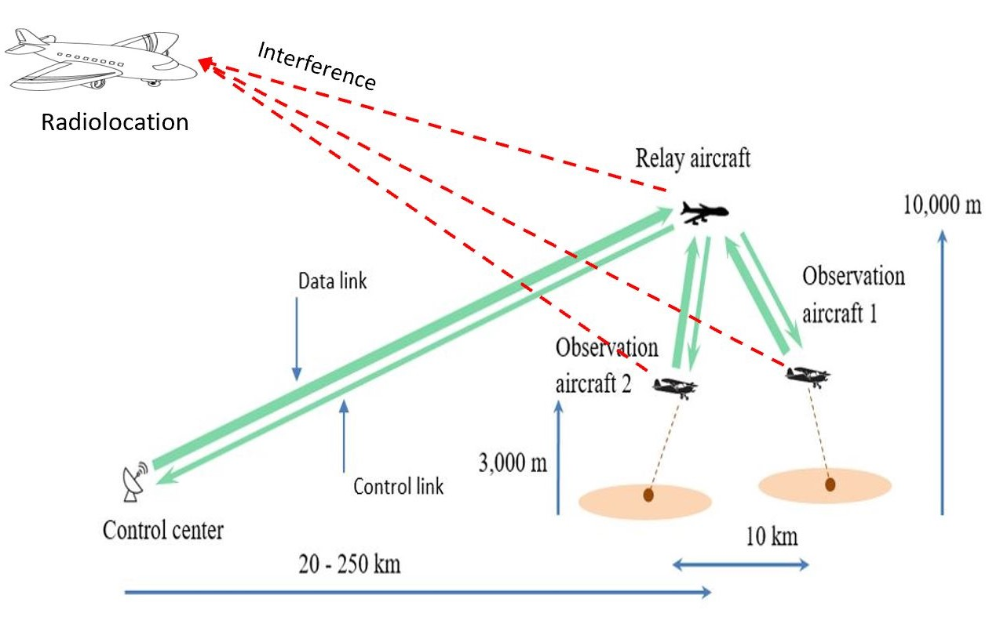 Interference
Radiolocation
Relay aircraft
10,000 m
Data link
Observation
aircraft 1
Observation
aircraft 2
3,000 m
Control link
Control center
10 km
20 - 250 km